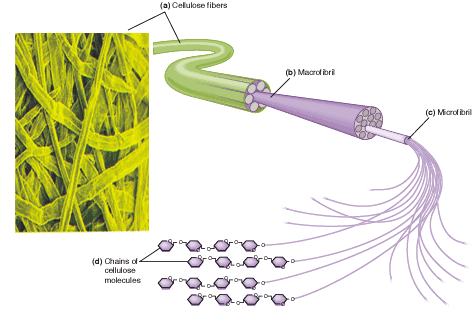 (a) Cellulose fibers
(b) Macrofibril
(c) Microfibril
(d) Chains of
cellulose
molecules